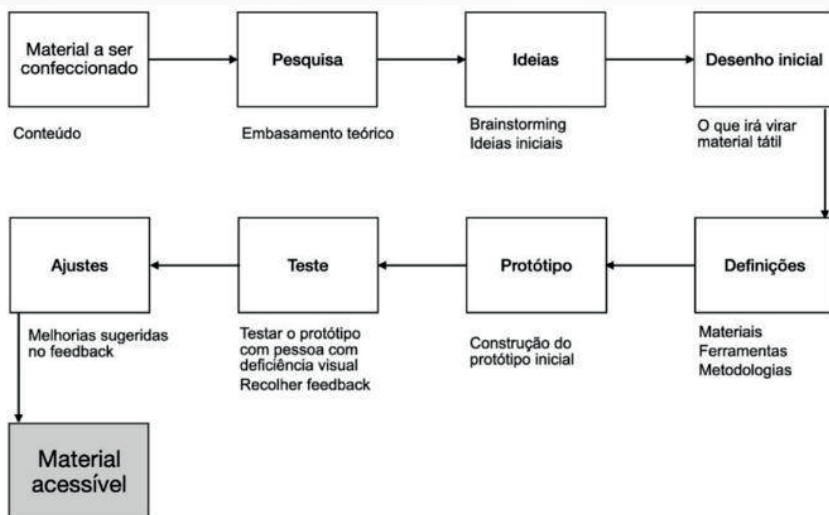 Material a ser
confeccionado
Conteúdo
Pesquisa
Embasamento teórico
Ideias
Brainstorming
Ideias iniciais
Desenho inicial
O que irá virar
material tátil
Definições
Materiais
Ferramentas
Metodologias
Protótipo
Construção do
protótipo inicial
Teste
Testar o protótipo
com pessoa com
deficiência visual
Recolher feedback
Ajustes
Melhorias sugeridas
no feedback
Material
acessível